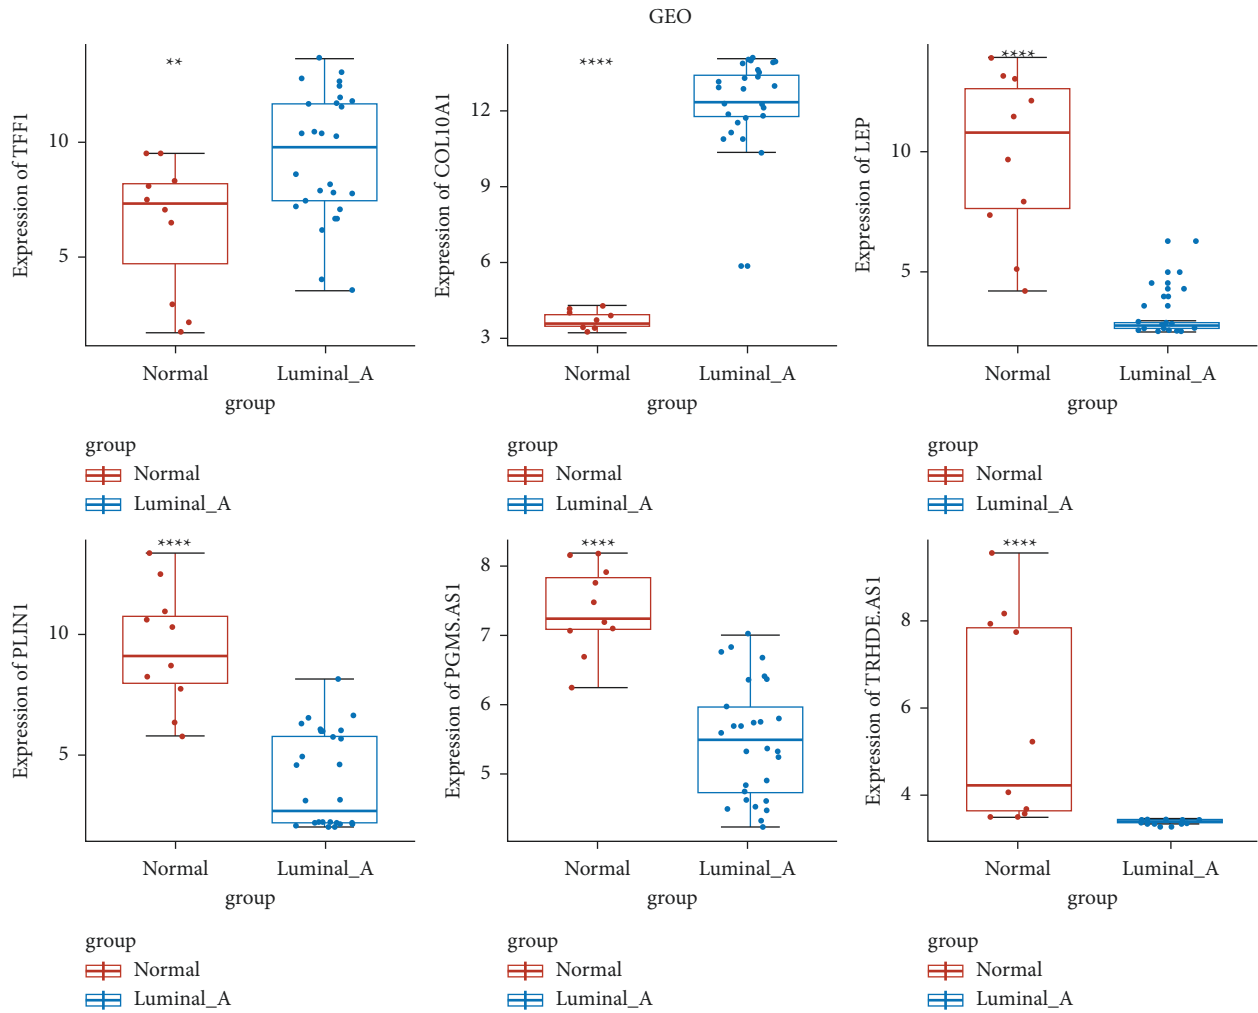 GEO
Expression of TFF1
10
5
**
Normal Luminal_A
group
group
Normal
Luminal_A
Expression of COL10A1
12
9
6
3
****
Normal Luminal_A
group
group
Normal
Luminal_A
Expression of LEP
10
5
****
Normal Luminal_A
group
group
Normal
Luminal_A
Expression of PLIN1
10
5
****
Normal Luminal_A
group
group
Normal
Luminal_A
Expression of PGMS.AS1
8
7
6
5
****
Normal Luminal_A
group
group
Normal
Luminal_A
Expression of TRHDE.AS1
8
6
4
****
Normal Luminal_A
group
group
Normal
Luminal_A